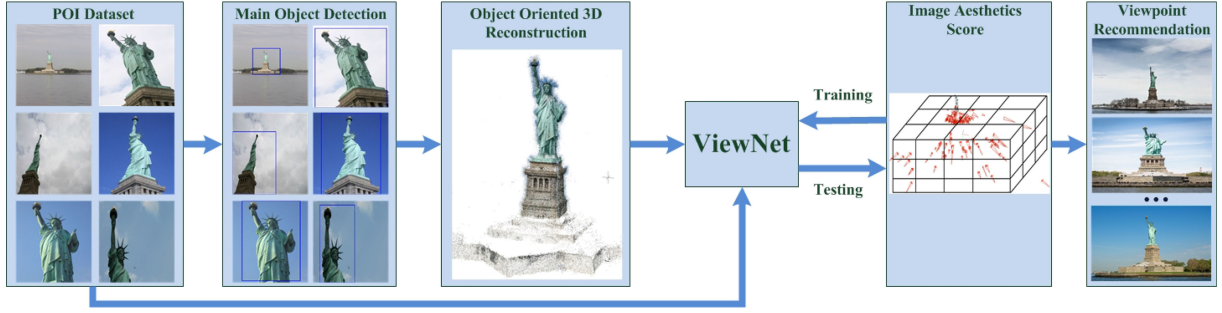 POI Dataset
Main Object Detection
Object Oriented 3D
Reconstruction
ViewNet
Training
Testing
Image Aesthetics
Score
Viewpoint
Recommendation